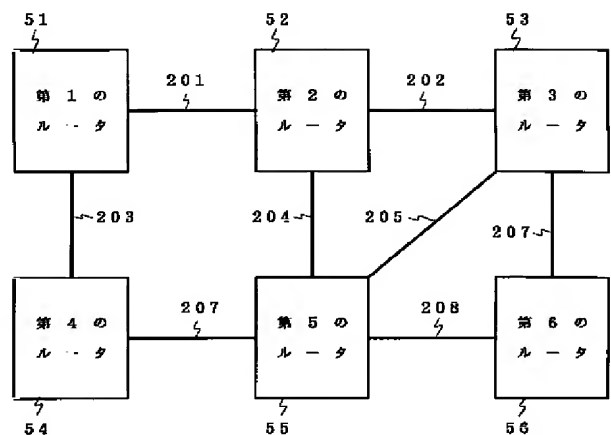 51
52
53
第1の
ルータ
201
第2の
ルータ
202
第3の
ルータ
203
204
205
207
第4の
ルータ
207
第5の
ルータ
208
第6の
ルータ
54
55
56